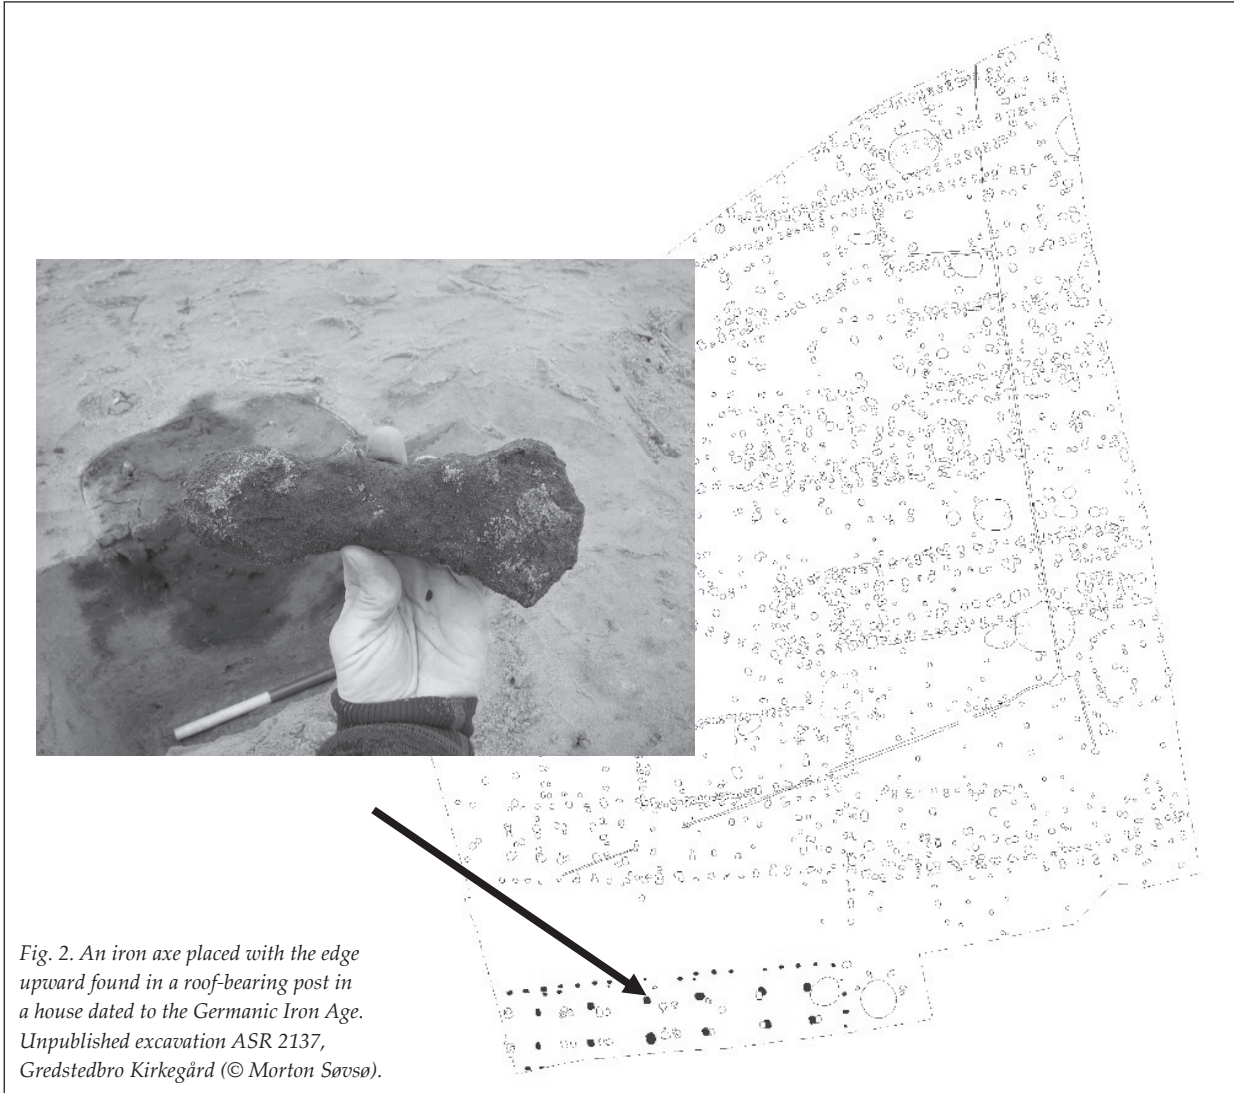 Fig. 2. An iron axe placed with the edge
upward found in a roof-bearing post in
a house dated to the Germanic Iron Age.
Unpublished excavation ASR 2137,
Gredstedbro Kirkegård (© Morton Søvsø).